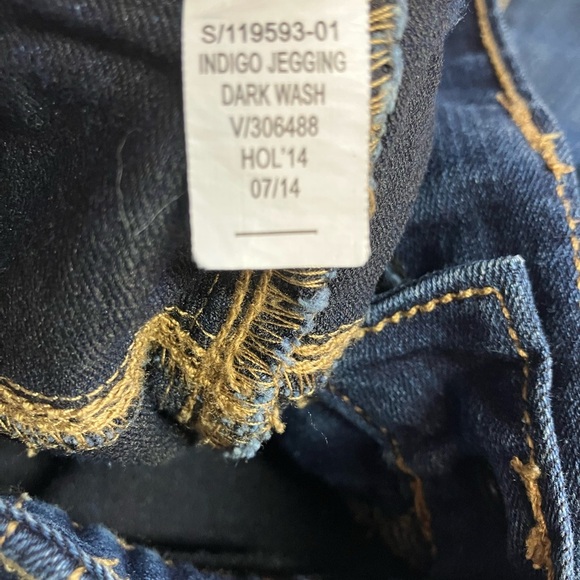 S/119593-01
INDIGO JEGGING
DARK WASH
V/306488
HOL'14
07/14